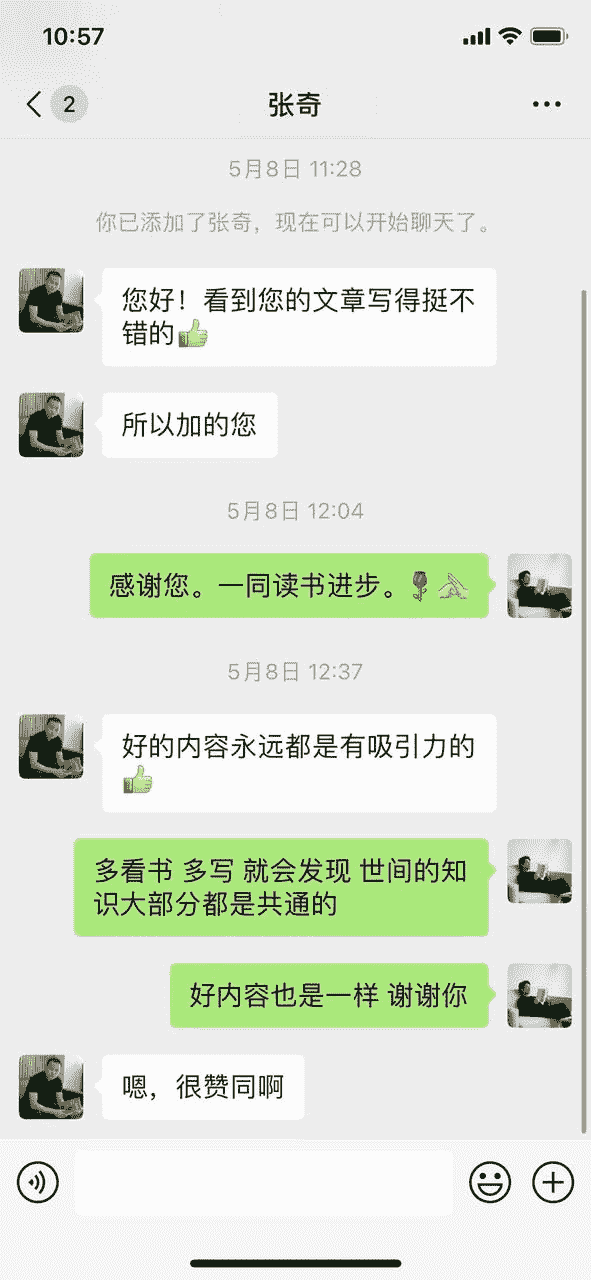 10:57
2
张奇
5月8日 11:28
你已添加了张奇，现在可以开始聊天了。
您好！看到您的文章写得挺不
错的👍
所以加的您
5月8日 12:04
感谢您。一同读书进步。🌹
5月8日 12:37
好的内容永远都是有吸引力的
👍
多看书 多写 就会发现 世间的知
识大部分都是共通的
好内容也是一样 谢谢你
嗯，很赞同啊